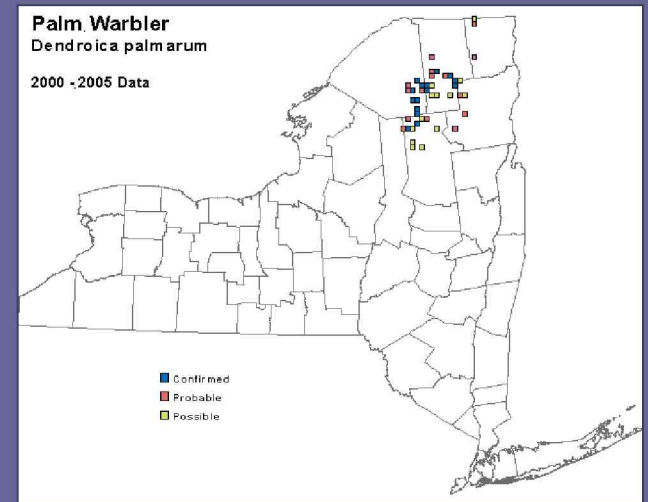 Palm Warbler
Dendroica palmarum
2000 - 2005 Data
Confirmed
Probable
Possible